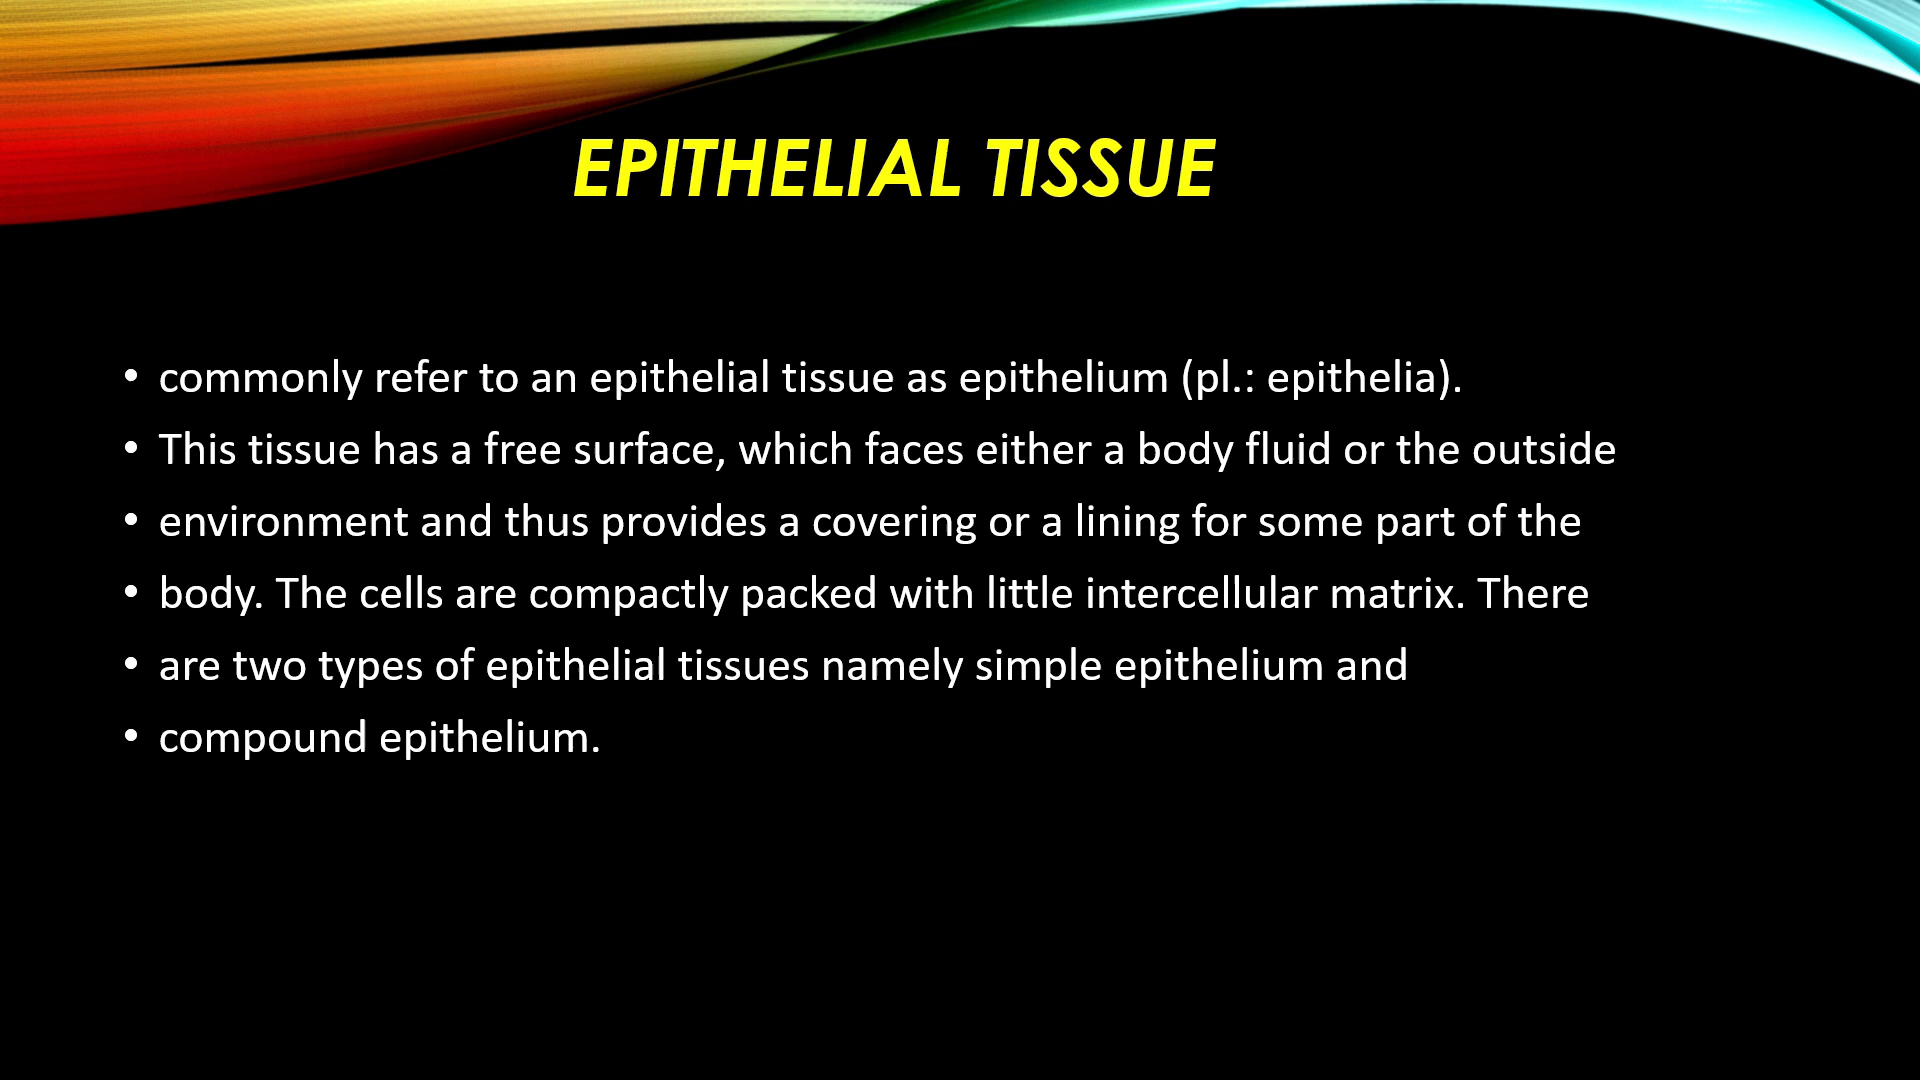 EPITHELIAL TISSUE
• commonly refer to an epithelial tissue as epithelium (pl.: epithelia).
• This tissue has a free surface, which faces either a body fluid or the outside
• environment and thus provides a covering or a lining for some part of the
• body. The cells are compactly packed with little intercellular matrix. There
• are two types of epithelial tissues namely simple epithelium and
• compound epithelium.